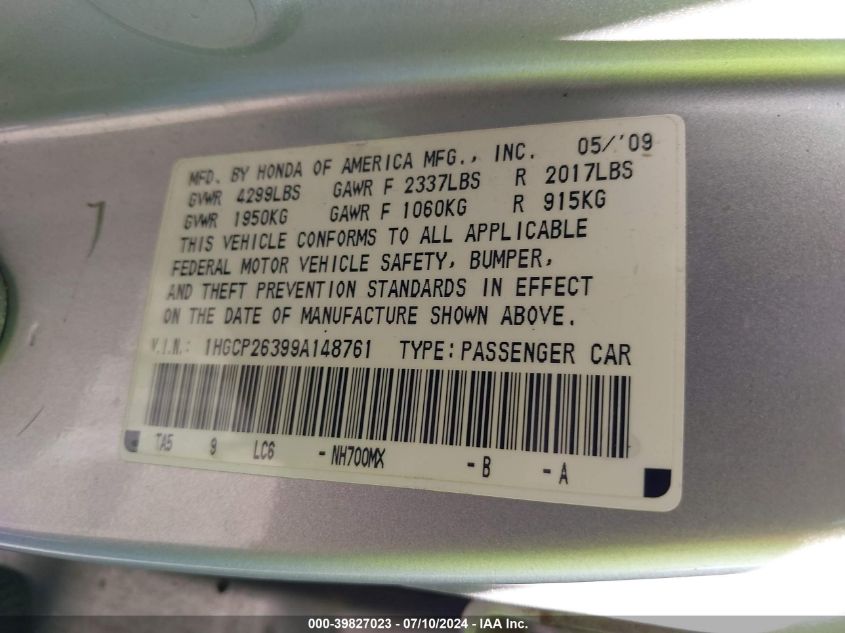 MFD. BY HONDA OF AMERICA MFG., INC. 05/'09
GVWR 4299LBS GAWR F 2337LBS R 2017LBS
GVWR 1950KG GAWR F 1060KG R 915KG
THIS VEHICLE CONFORMS TO ALL APPLICABLE
FEDERAL MOTOR VEHICLE SAFETY, BUMPER,
AND THEFT PREVENTION STANDARDS IN EFFECT
ON THE DATE OF MANUFACTURE SHOWN ABOVE.
V.I.N.: 1HGCP26399A148761 TYPE: PASSENGER CAR
TA5 9 LC6 - NH700MX - B - A
000-39827023 - 07/10/2024 - IAA Inc.